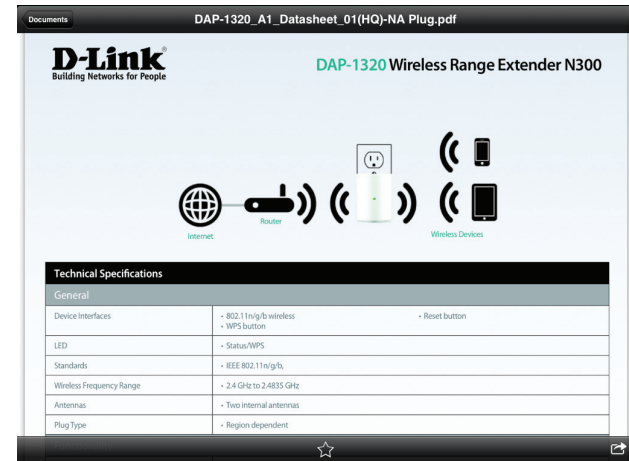 Documents
DAP-1320_A1_Datasheet_01(HQ)-NA Plug.pdf
D-Link®
Building Networks for People
DAP-1320 Wireless Range Extender N300
Internet
Router
Wireless Devices
Technical Specifications
General
Device Interfaces • 802.11n/g/b wireless • Reset button
• WPS button
LED • Status/WPS
Standards • IEEE 802.11n/g/b,
Wireless Frequency Range • 2.4 GHz to 2.4835 GHz
Antennas • Two internal antennas
Plug Type • Region dependent